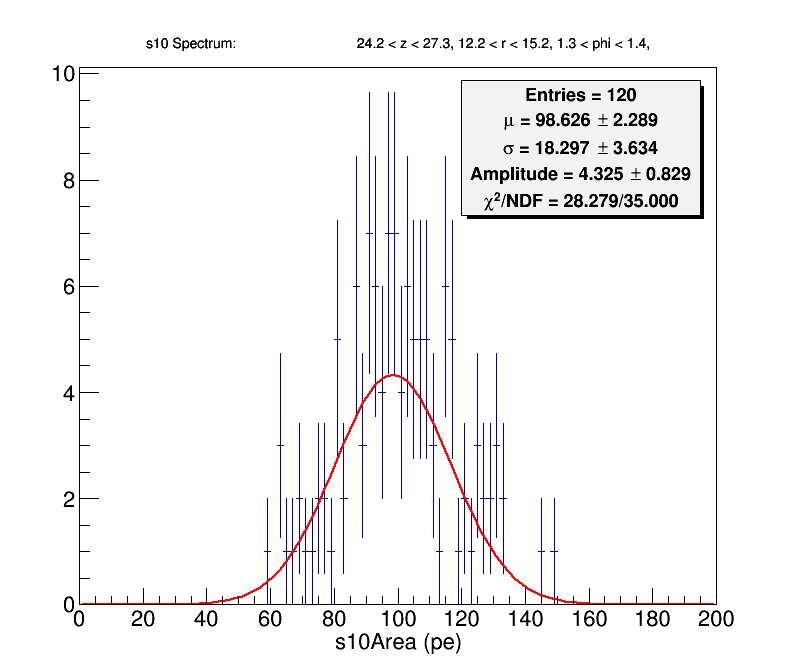 s10 Spectrum: 24.2 < z < 27.3, 12.2 < r < 15.2, 1.3 < phi < 1.4,
Entries = 120
μ = 98.626 ± 2.289
σ = 18.297 ± 3.634
Amplitude = 4.325 ± 0.829
χ²/NDF = 28.279/35.000
10
8
6
4
2
0
0 20 40 60 80 100 120 140 160 180 200
s10Area (pe)